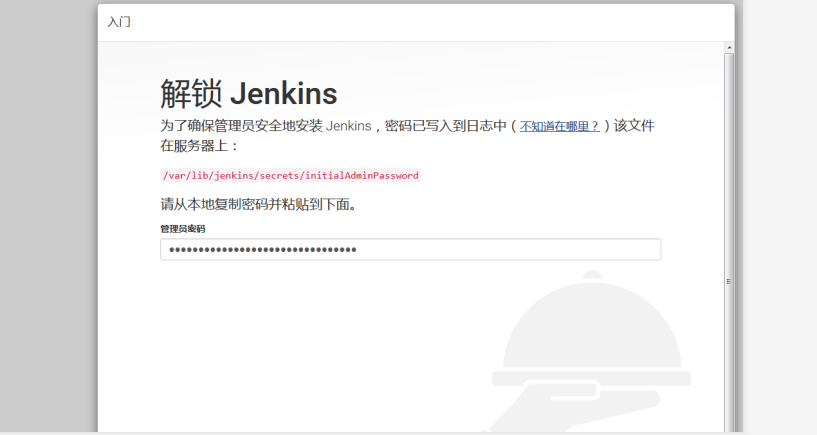 入门
解锁 Jenkins
为了确保管理员安全地安装 Jenkins，密码已写入到日志中（不知道在哪里？）该文件
在服务器上：
/var/lib/jenkins/secrets/initialAdminPassword
请从本地复制密码并粘贴到下面。
管理员密码
••••••••••••••••••••••••••••••••